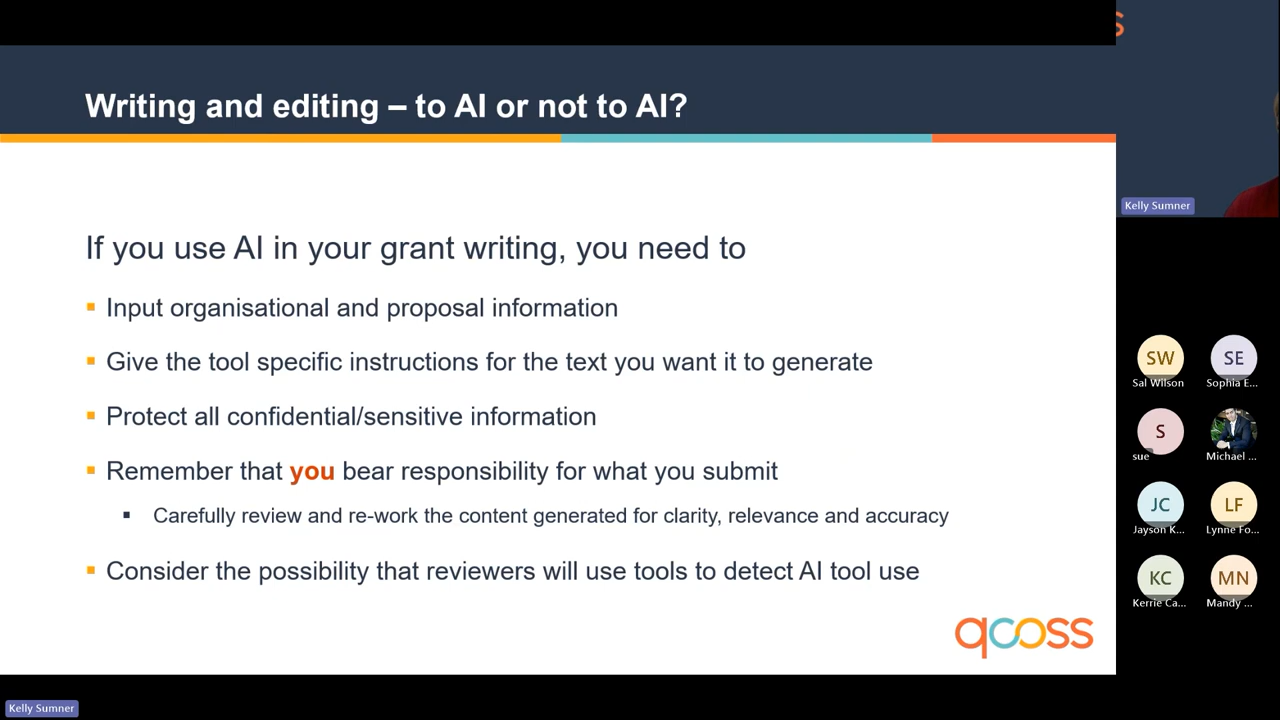 Writing and editing – to AI or not to AI?
If you use AI in your grant writing, you need to
Input organisational and proposal information
Give the tool specific instructions for the text you want it to generate
Protect all confidential/sensitive information
Remember that you bear responsibility for what you submit
Carefully review and re-work the content generated for clarity, relevance and accuracy
Consider the possibility that reviewers will use tools to detect AI tool use
qcoss
Kelly Sumner
SW
Sal Wilson
SE
Sophia E...
S
sue
Michael ...
JC
Jayson K...
LF
Lynne Fo...
KC
Kerrie Ca...
MN
Mandy ...
Kelly Sumner